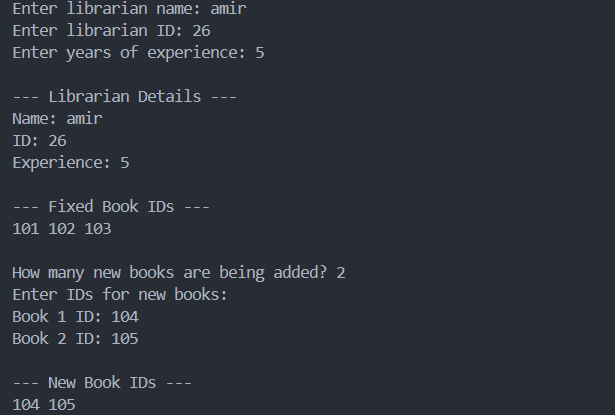 Enter librarian name: amir
Enter librarian ID: 26
Enter years of experience: 5
--- Librarian Details ---
Name: amir
ID: 26
Experience: 5
--- Fixed Book IDs ---
101 102 103
How many new books are being added? 2
Enter IDs for new books:
Book 1 ID: 104
Book 2 ID: 105
--- New Book IDs ---
104 105